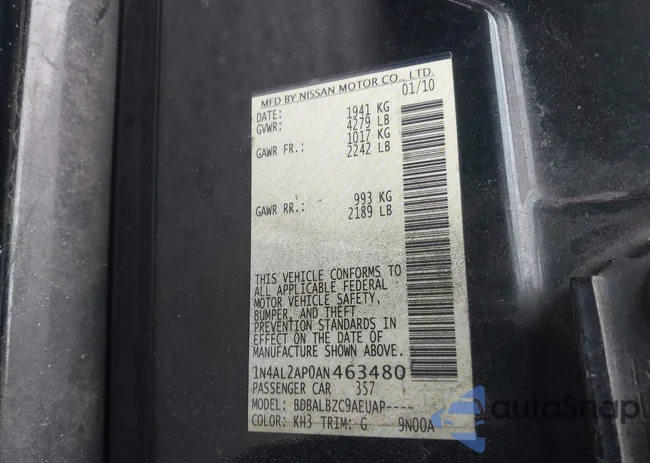 MFD BY NISSAN MOTOR CO., LTD.
DATE: 01/10
GVWR: 1941 KG
4279 LB
GAWR FR.: 1017 KG
2242 LB
GAWR RR.: 993 KG
2189 LB
THIS VEHICLE CONFORMS TO
ALL APPLICABLE FEDERAL
MOTOR VEHICLE SAFETY,
BUMPER, AND THEFT
PREVENTION STANDARDS IN
EFFECT ON THE DATE OF
MANUFACTURE SHOWN ABOVE.
1N4AL2AP0AN463480
PASSENGER CAR 357
MODEL: BDBALBZC9AEUAP----
COLOR: KH3 TRIM: G 9N00A
autoSnap
.EU